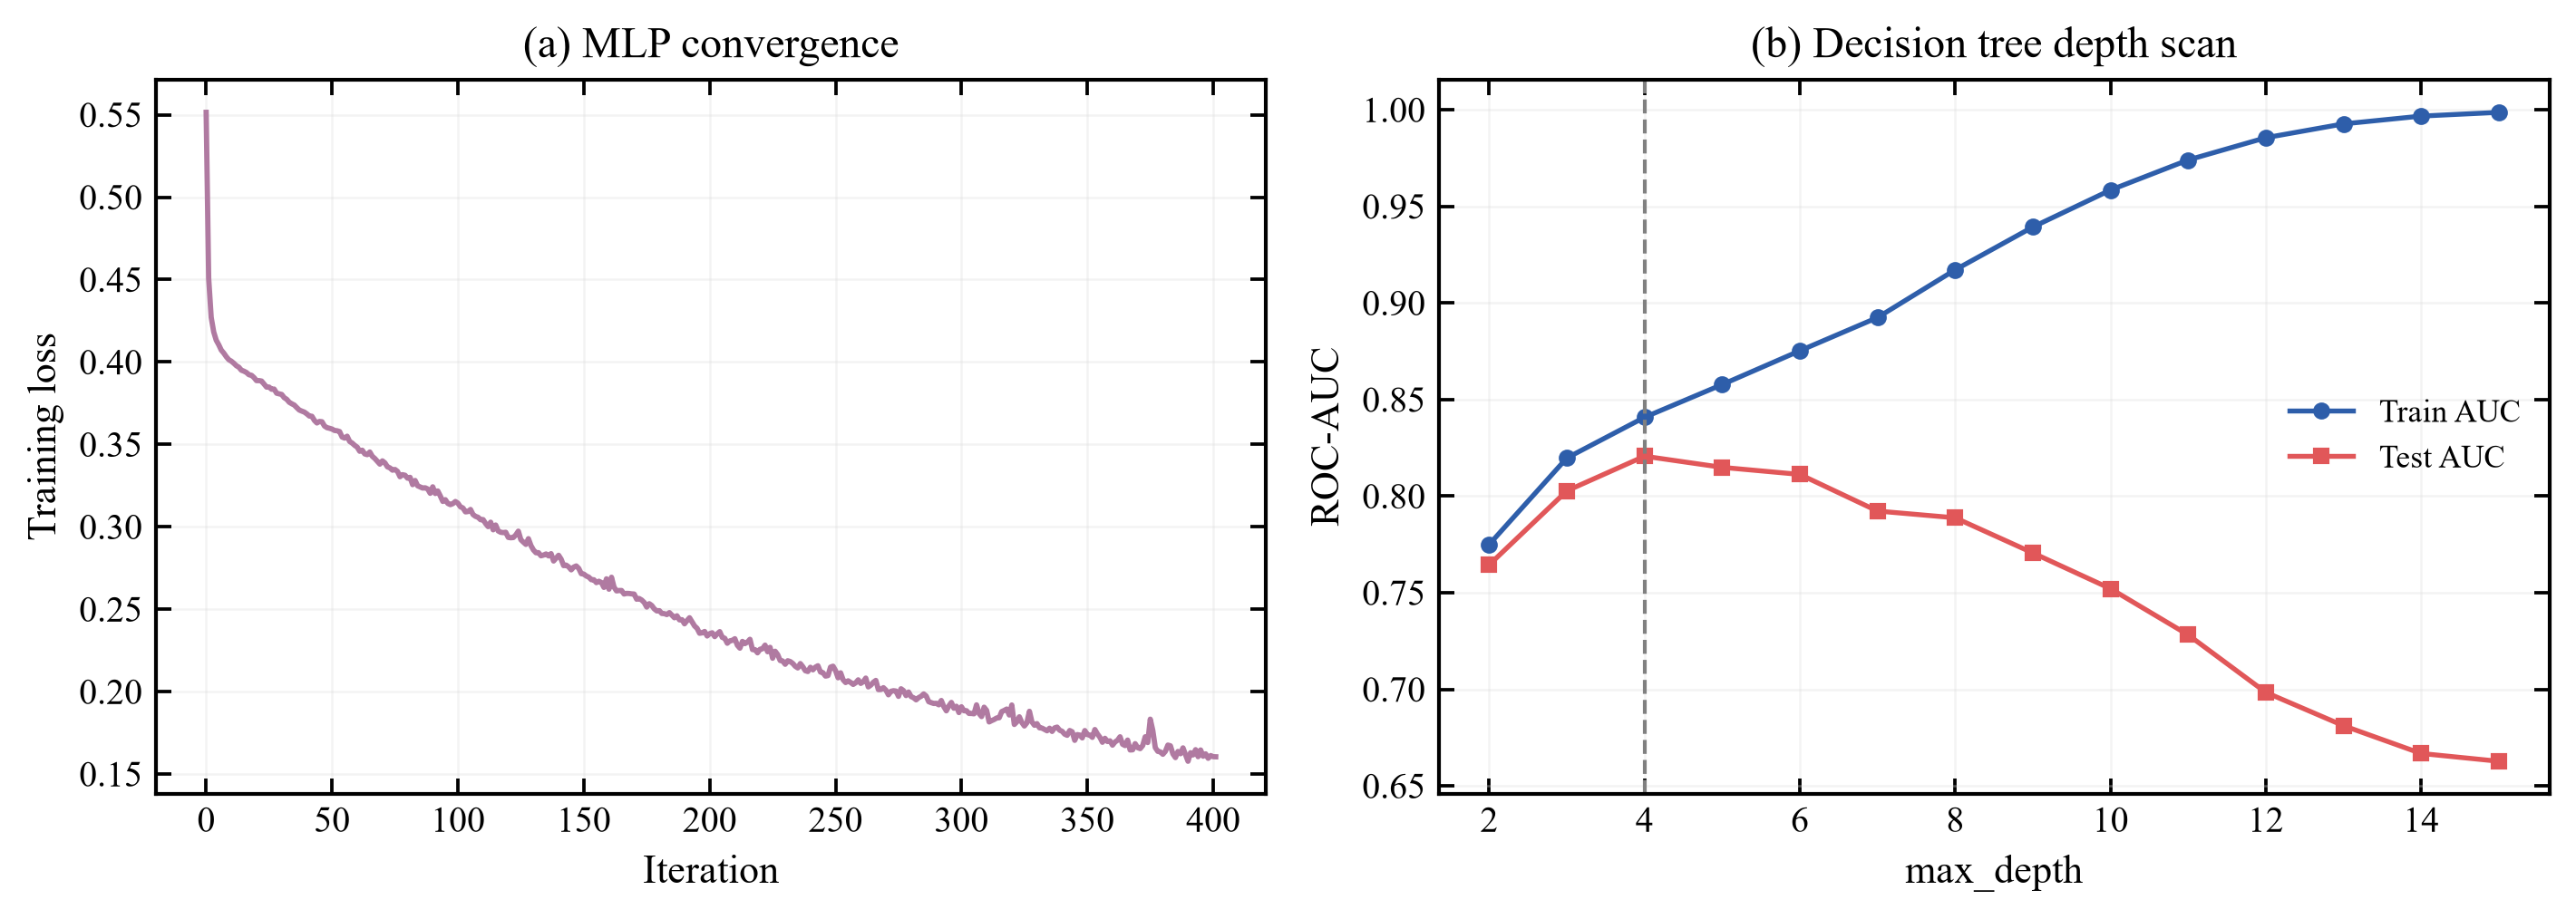 (a) MLP convergence
Training loss
0.55
0.50
0.45
0.40
0.35
0.30
0.25
0.20
0.15
0 50 100 150 200 250 300 350 400
Iteration
(b) Decision tree depth scan
ROC-AUC
1.00
0.95
0.90
0.85
0.80
0.75
0.70
0.65
Train AUC
Test AUC
2 4 6 8 10 12 14
max_depth